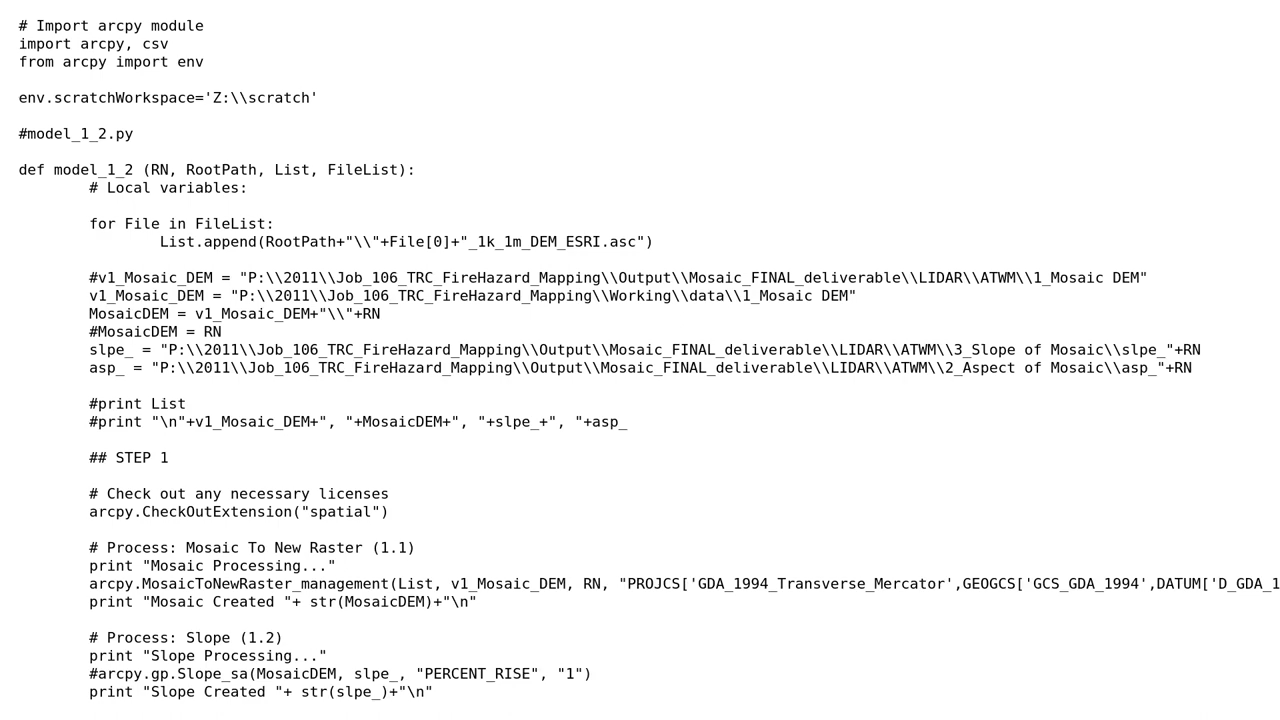 # Import arcpy module
import arcpy, csv
from arcpy import env

env.scratchWorkspace='Z:\\scratch'

#model_1_2.py

def model_1_2 (RN, RootPath, List, FileList):
        # Local variables:

        for File in FileList:
                List.append(RootPath+"\\"+File[0]+"_1k_1m_DEM_ESRI.asc")

        #v1_Mosaic_DEM = "P:\\2011\\Job_106_TRC_FireHazard_Mapping\\Output\\Mosaic_FINAL_deliverable\\LIDAR\\ATWM\\1_Mosaic DEM"
        v1_Mosaic_DEM = "P:\\2011\\Job_106_TRC_FireHazard_Mapping\\Working\\data\\1_Mosaic DEM"
        MosaicDEM = v1_Mosaic_DEM+"\\"+RN
        #MosaicDEM = RN
        slpe_ = "P:\\2011\\Job_106_TRC_FireHazard_Mapping\\Output\\Mosaic_FINAL_deliverable\\LIDAR\\ATWM\\3_Slope of Mosaic\\slpe_"+RN
        asp_ = "P:\\2011\\Job_106_TRC_FireHazard_Mapping\\Output\\Mosaic_FINAL_deliverable\\LIDAR\\ATWM\\2_Aspect of Mosaic\\asp_"+RN

        #print List
        #print "\n"+v1_Mosaic_DEM+", "+MosaicDEM+", "+slpe_+", "+asp_

        ## STEP 1

        # Check out any necessary licenses
        arcpy.CheckOutExtension("spatial")

        # Process: Mosaic To New Raster (1.1)
        print "Mosaic Processing..."
        arcpy.MosaicToNewRaster_management(List, v1_Mosaic_DEM, RN, "PROJCS['GDA_1994_Transverse_Mercator',GEOGCS['GCS_GDA_1994',DATUM['D_GDA_1
        print "Mosaic Created "+ str(MosaicDEM)+"\n"

        # Process: Slope (1.2)
        print "Slope Processing..."
        #arcpy.gp.Slope_sa(MosaicDEM, slpe_, "PERCENT_RISE", "1")
        print "Slope Created "+ str(slpe_)+"\n"